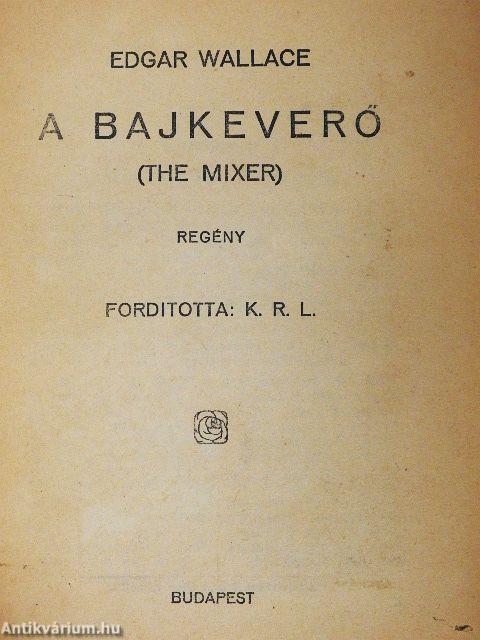 EDGAR WALLACE
A BAJKEVERŐ
(THE MIXER)
REGÉNY
FORDITOTTA: K. R. L.
BUDAPEST
Antikvárium.hu